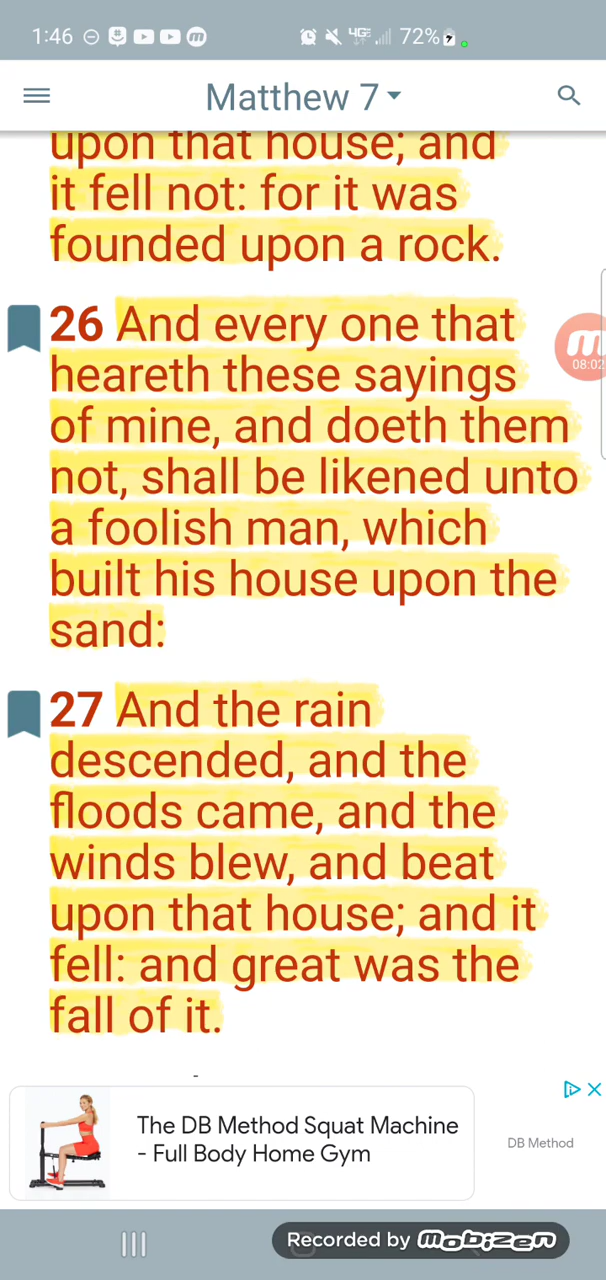 1:46 72%
Matthew 7
upon that house; and
it fell not: for it was
founded upon a rock.
26 And every one that
heareth these sayings
of mine, and doeth them
not, shall be likened unto
a foolish man, which
built his house upon the
sand:
08:02
27 And the rain
descended, and the
floods came, and the
winds blew, and beat
upon that house; and it
fell: and great was the
fall of it.
The DB Method Squat Machine
- Full Body Home Gym
DB Method
Recorded by mobizen